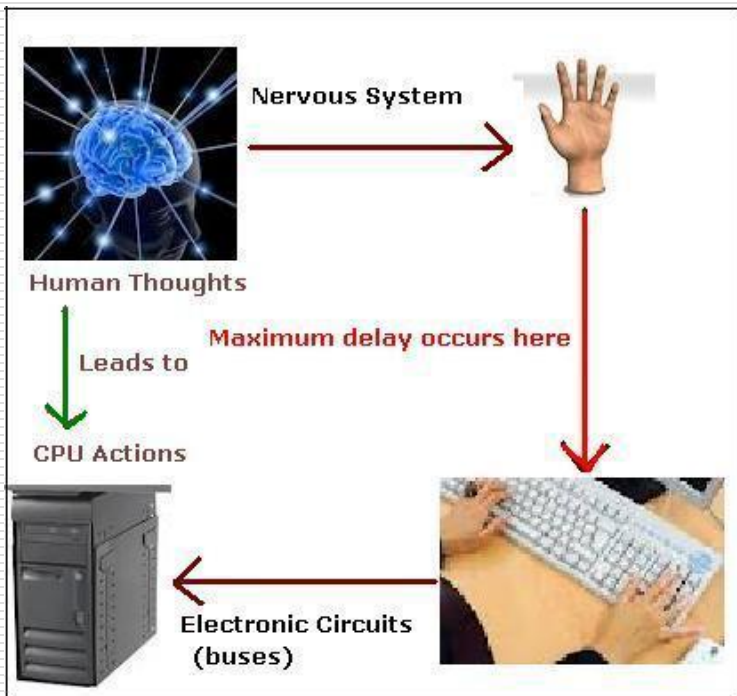 Nervous System
Human Thoughts
Maximum delay occurs here
Leads to
CPU Actions
Electronic Circuits
(buses)